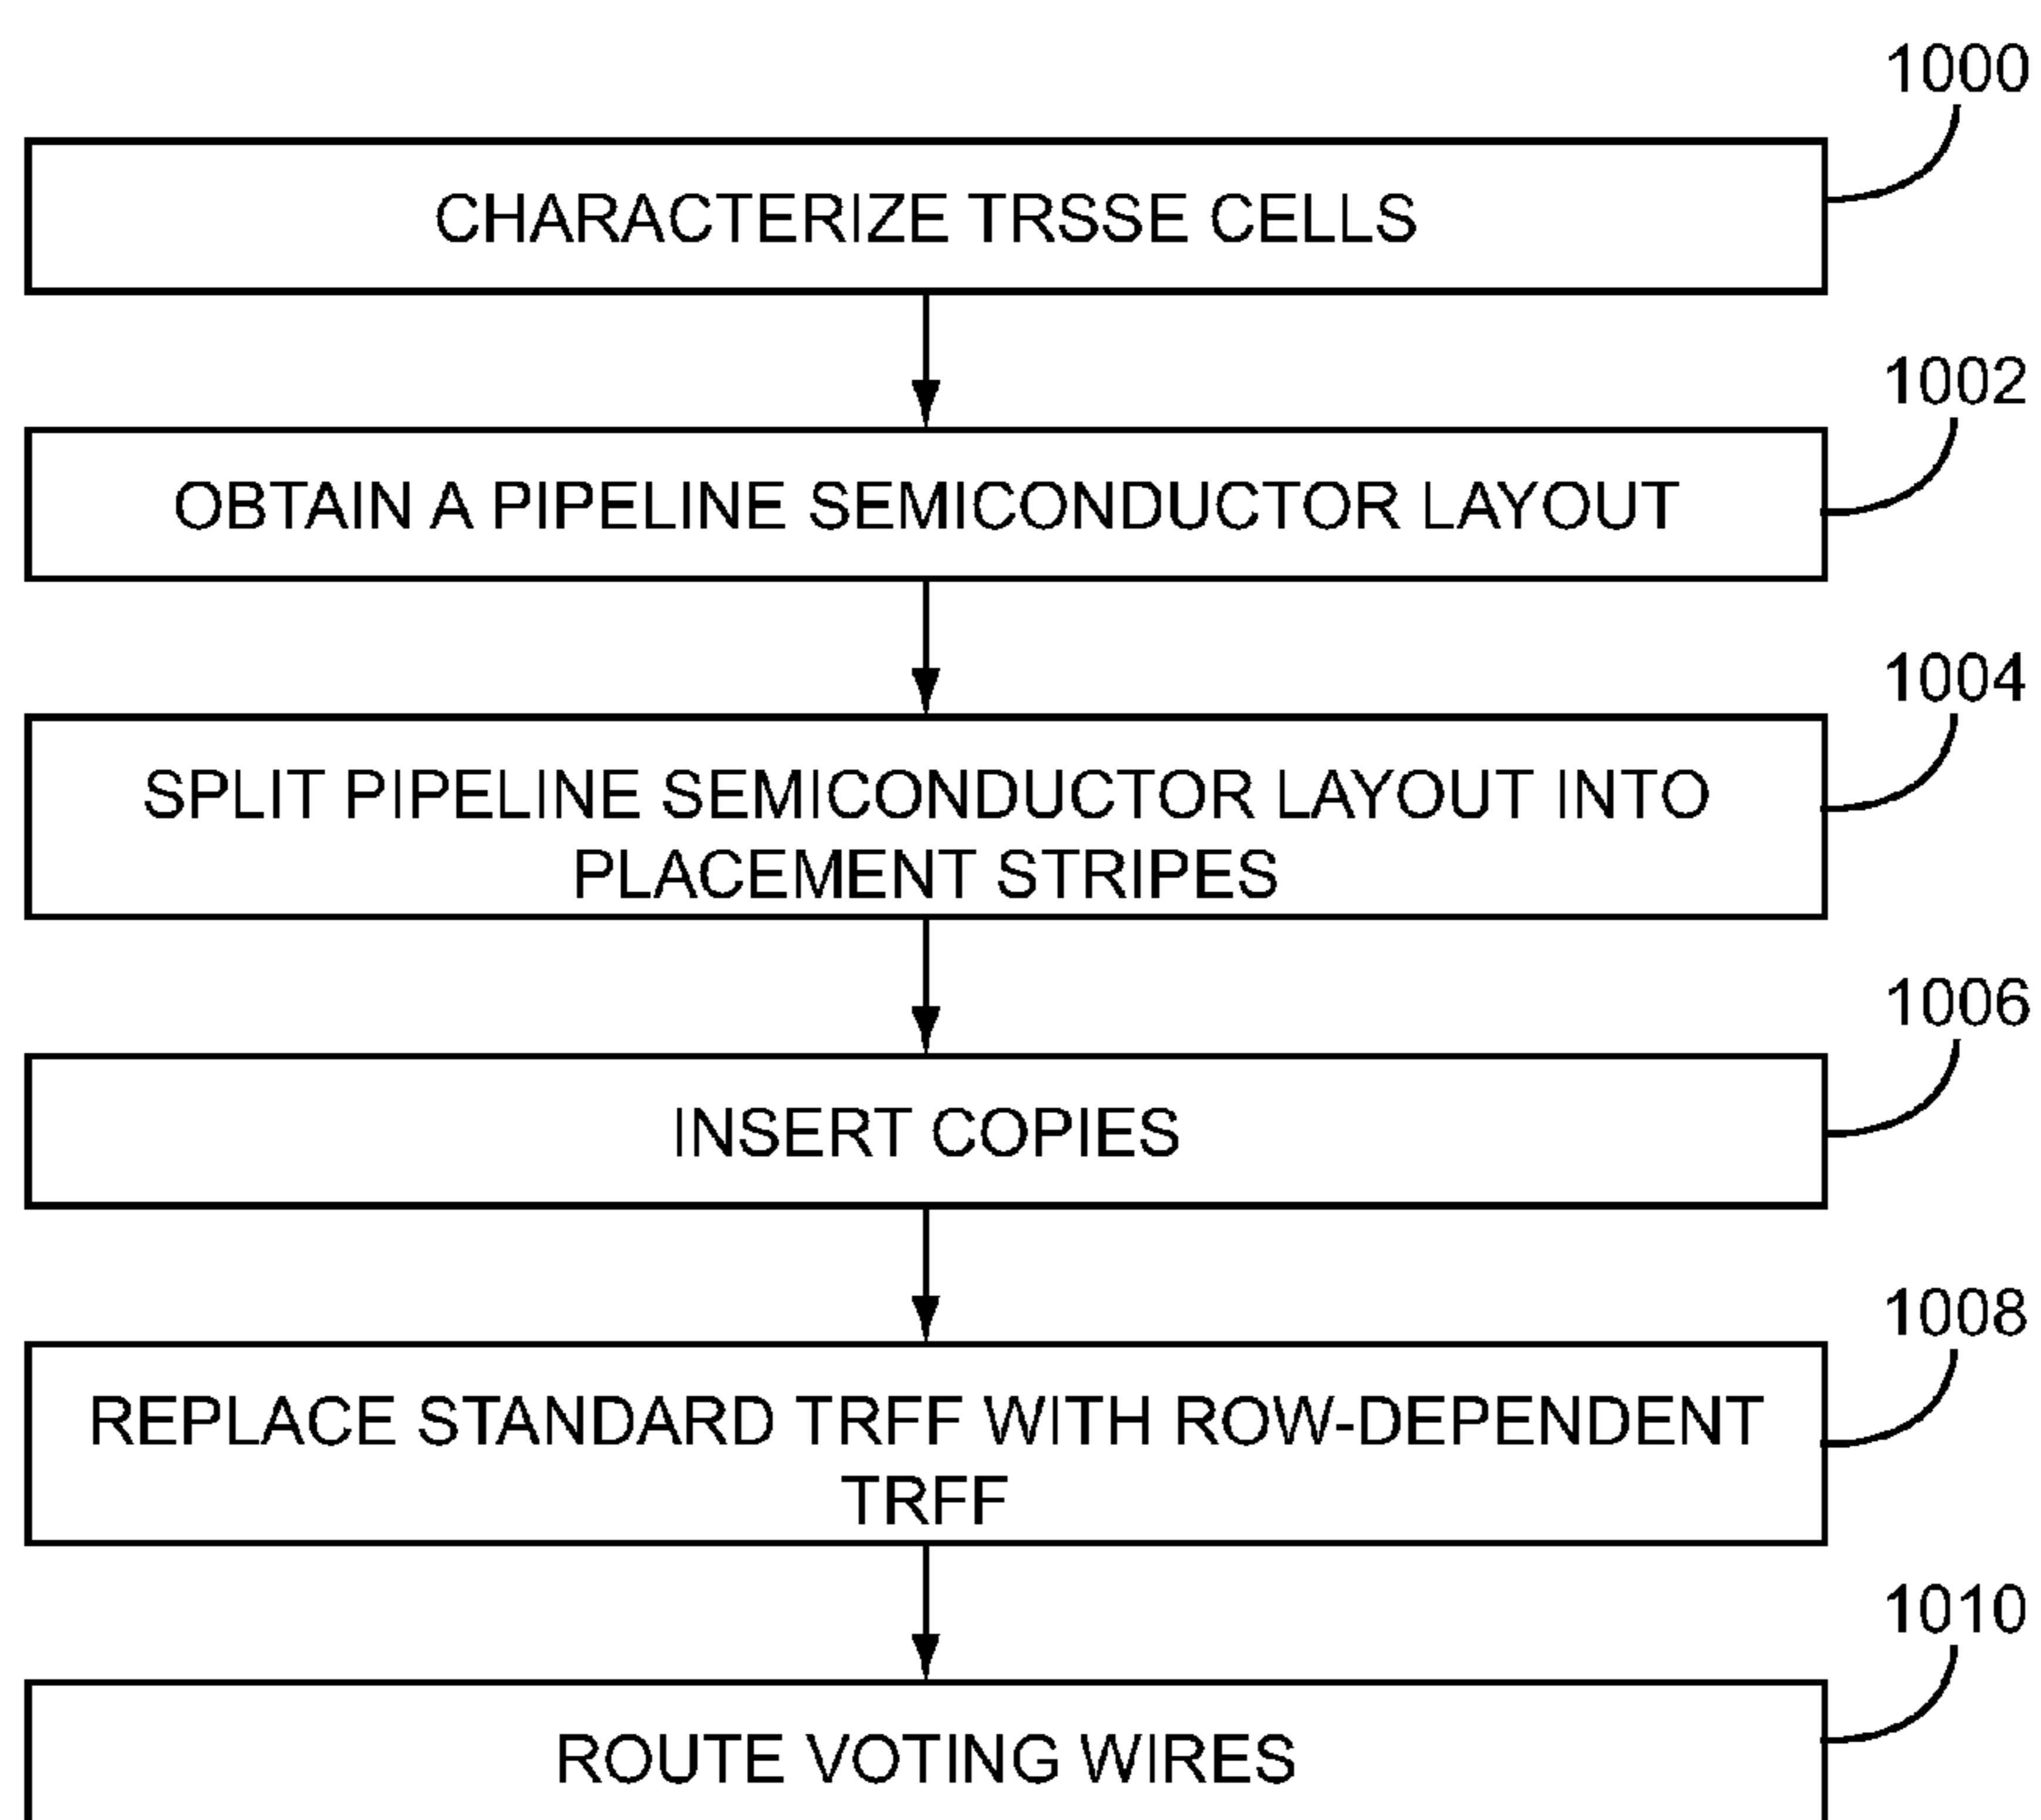 1000
CHARACTERIZE TRSSE CELLS
1002
OBTAIN A PIPELINE SEMICONDUCTOR LAYOUT
1004
SPLIT PIPELINE SEMICONDUCTOR LAYOUT INTO
PLACEMENT STRIPES
1006
INSERT COPIES
1008
REPLACE STANDARD TRFF WITH ROW-DEPENDENT
TRFF
1010
ROUTE VOTING WIRES